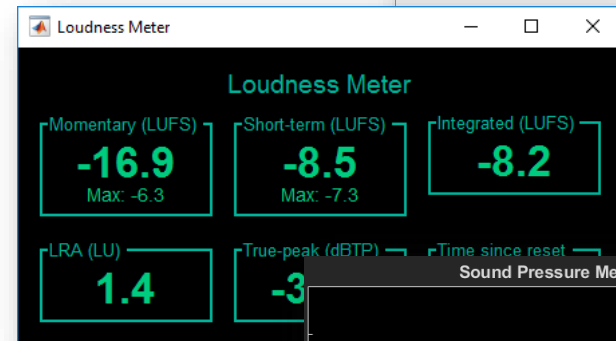 Loudness Meter
Loudness Meter
Momentary (LUFS)
-16.9
Max: -6.3
Short-term (LUFS)
-8.5
Max: -7.3
Integrated (LUFS)
-8.2
LRA (LU)
1.4
True-peak (dBTP)
-3
Time since reset
Sound Pressure Me